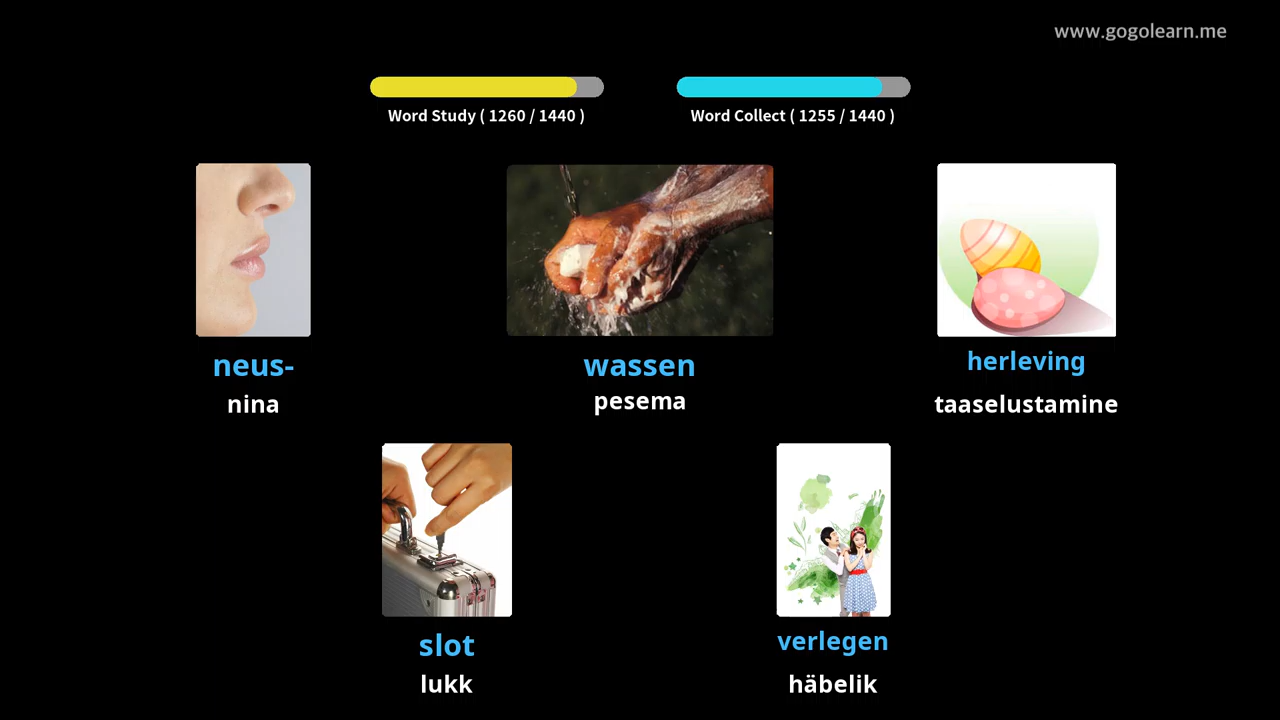 www.gogolearn.me
Word Study ( 1260 / 1440 )
Word Collect ( 1255 / 1440 )
neus-
nina
wassen
pesema
herleving
taaselustamine
slot
lukk
verlegen
häbelik